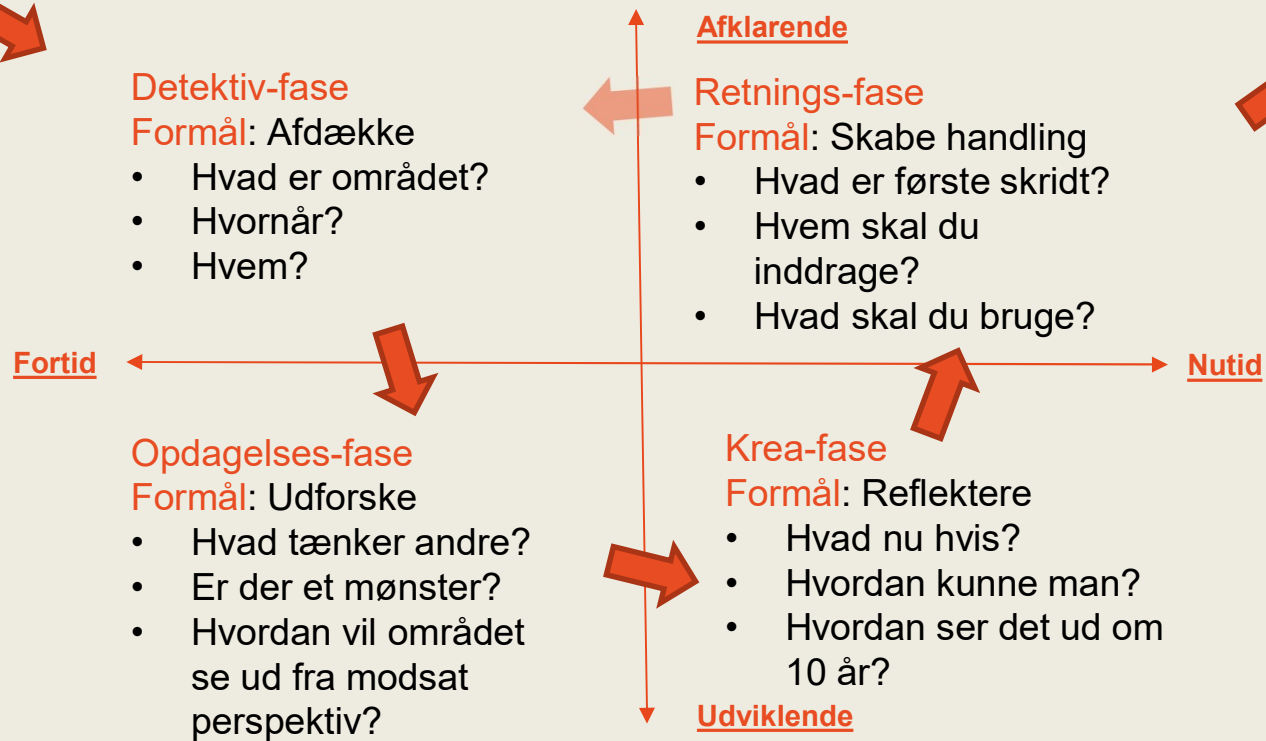 Afklarende
Detektiv-fase
Formål: Afdække
• Hvad er området?
• Hvornår?
• Hvem?
Retnings-fase
Formål: Skabe handling
• Hvad er første skridt?
• Hvem skal du
inddrage?
• Hvad skal du bruge?
Fortid
Nutid
Opdagelses-fase
Formål: Udforske
• Hvad tænker andre?
• Er der et mønster?
• Hvordan vil området
se ud fra modsat
perspektiv?
Krea-fase
Formål: Reflektere
• Hvad nu hvis?
• Hvordan kunne man?
• Hvordan ser det ud om
10 år?
Udviklende